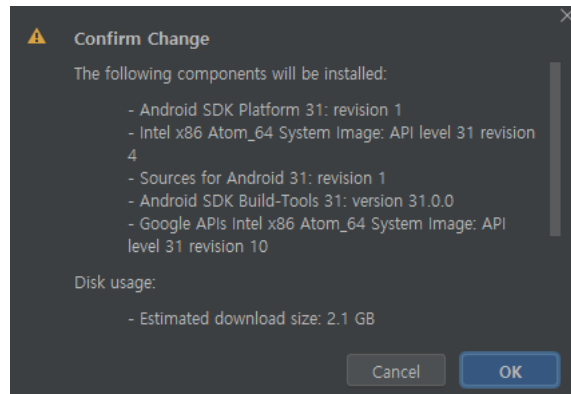 Confirm Change
The following components will be installed:
- Android SDK Platform 31: revision 1
- Intel x86 Atom_64 System Image: API level 31 revision
4
- Sources for Android 31: revision 1
- Android SDK Build-Tools 31: version 31.0.0
- Google APIs Intel x86 Atom_64 System Image: API
level 31 revision 10
Disk usage:
- Estimated download size: 2.1 GB
Cancel OK